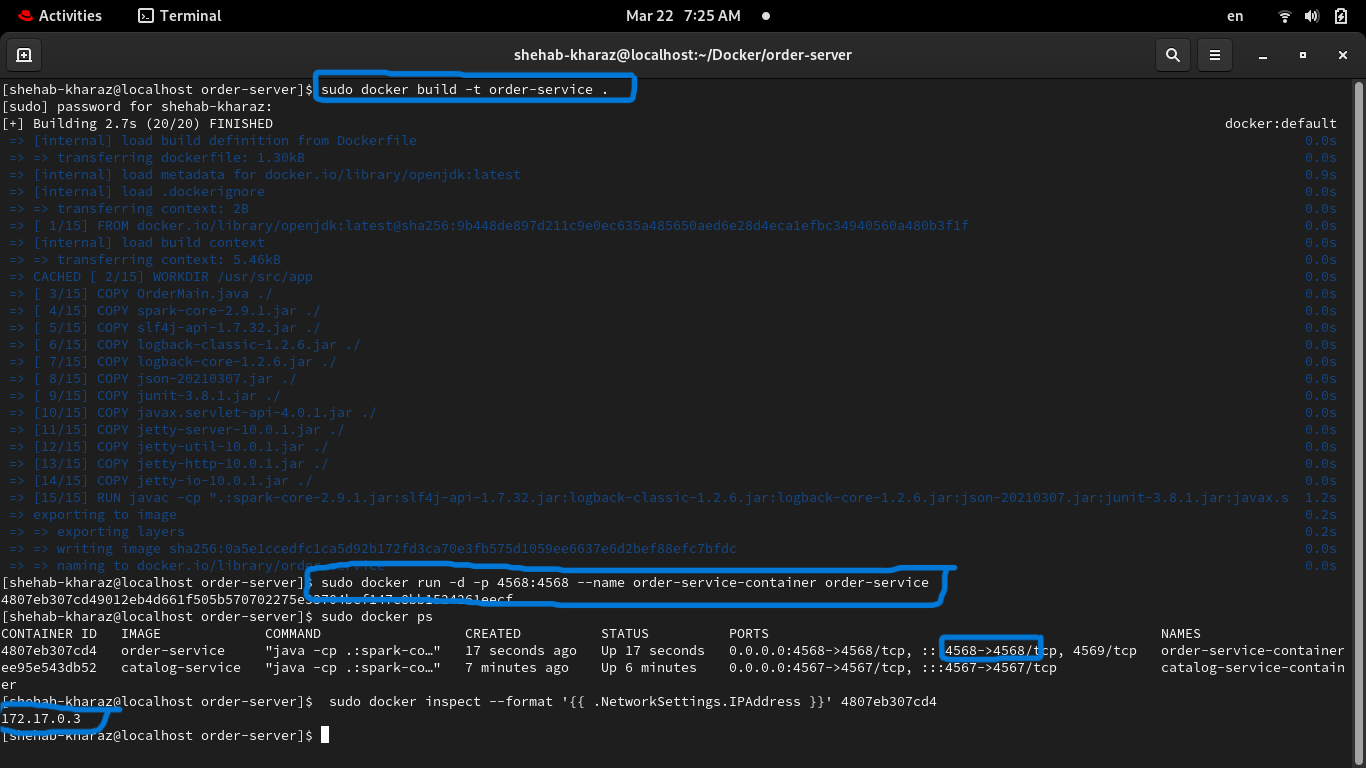 Activities Terminal Mar 22 7:25 AM en
shehab-kharaz@localhost:~/Docker/order-server
[shehab-kharaz@localhost order-server]$ sudo docker build -t order-service .
[sudo] password for shehab-kharaz:
[+] Building 2.7s (20/20) FINISHED docker:default
=> [internal] load build definition from Dockerfile 0.0s
=> => transferring dockerfile: 1.30kB 0.0s
=> [internal] load metadata for docker.io/library/openjdk:latest 0.9s
=> [internal] load .dockerignore 0.0s
=> => transferring context: 2B 0.0s
=> [ 1/15] FROM docker.io/library/openjdk:latest@sha256:9b448de897d211c9e0ec635a485650aed6e28d4eca1efbc34940560a480b3f1f 0.0s
=> [internal] load build context 0.0s
=> => transferring context: 5.46kB 0.0s
=> CACHED [ 2/15] WORKDIR /usr/src/app 0.0s
=> [ 3/15] COPY OrderMain.java ./ 0.0s
=> [ 4/15] COPY spark-core-2.9.1.jar ./ 0.0s
=> [ 5/15] COPY slf4j-api-1.7.32.jar ./ 0.0s
=> [ 6/15] COPY logback-classic-1.2.6.jar ./ 0.0s
=> [ 7/15] COPY logback-core-1.2.6.jar ./ 0.0s
=> [ 8/15] COPY json-20210307.jar ./ 0.0s
=> [ 9/15] COPY junit-3.8.1.jar ./ 0.0s
=> [10/15] COPY javax.servlet-api-4.0.1.jar ./ 0.0s
=> [11/15] COPY jetty-server-10.0.1.jar ./ 0.0s
=> [12/15] COPY jetty-util-10.0.1.jar ./ 0.0s
=> [13/15] COPY jetty-http-10.0.1.jar ./ 0.0s
=> [14/15] COPY jetty-io-10.0.1.jar ./ 0.0s
=> [15/15] RUN javac -cp ".:spark-core-2.9.1.jar:slf4j-api-1.7.32.jar:logback-classic-1.2.6.jar:logback-core-1.2.6.jar:json-20210307.jar:junit-3.8.1.jar:javax.s 1.2s
=> exporting to image 0.2s
=> => exporting layers 0.2s
=> => writing image sha256:0a5e1ccedfc1ca5d92b172fd3ca70e3fb575d1059ee6637e6d2bef88efc7bfdc 0.0s
=> => naming to docker.io/library/order-service 0.0s
[shehab-kharaz@localhost order-server]$ sudo docker run -d -p 4568:4568 --name order-service-container order-service
[shehab-kharaz@localhost order-server]$ sudo docker ps
CONTAINER ID IMAGE COMMAND CREATED STATUS PORTS NAMES
4807eb307cd4 order-service "java -cp .:spark-co…" 17 seconds ago Up 17 seconds 0.0.0.0:4568->4568/tcp, :::4568->4568/tcp, 4569/tcp order-service-container
ee95e543db52 catalog-service "java -cp .:spark-co…" 7 minutes ago Up 6 minutes 0.0.0.0:4567->4567/tcp, :::4567->4567/tcp catalog-service-contain
er
[shehab-kharaz@localhost order-server]$ sudo docker inspect --format '{{ .NetworkSettings.IPAddress }}' 4807eb307cd4
172.17.0.3
[shehab-kharaz@localhost order-server]$